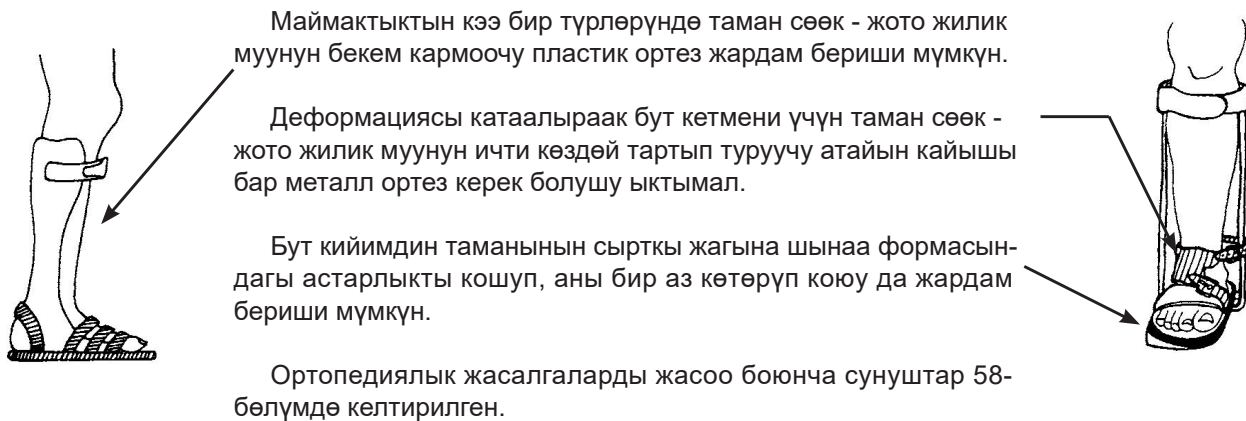 Маймактыктын кээ бир түрлөрүндө таман сөөк - жото жилик
муунун бекем кармоочу пластик ортез жардам бериши мүмкүн.
Деформациясы катаалыраак бут кетмени үчүн таман сөөк -
жото жилик муунун ичти көздөй тартып туруучу атайын кайышы
бар металл ортез керек болушу ыктымал.
Бут кийимдин таманынын сырткы жагына шынаа формасын-
дагы астарлыкты кошуп, аны бир аз көтөрүп коюу да жардам
бериши мүмкүн.
Ортопедиялык жасалгаларды жасоо боюнча сунуштар 58-
бөлүмдө келтирилген.